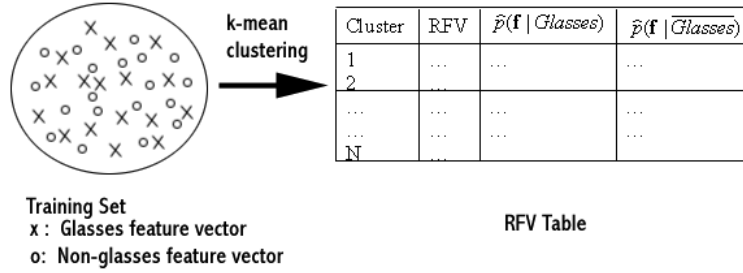 k-mean
clustering
Cluster RFV p̂(f | Glasses) p̂(f | \overline{Glasses})
1 ... ... ...
2 ...
... ... ... ...
... ... ... ...
N ...
Training Set
x : Glasses feature vector
o: Non-glasses feature vector
RFV Table